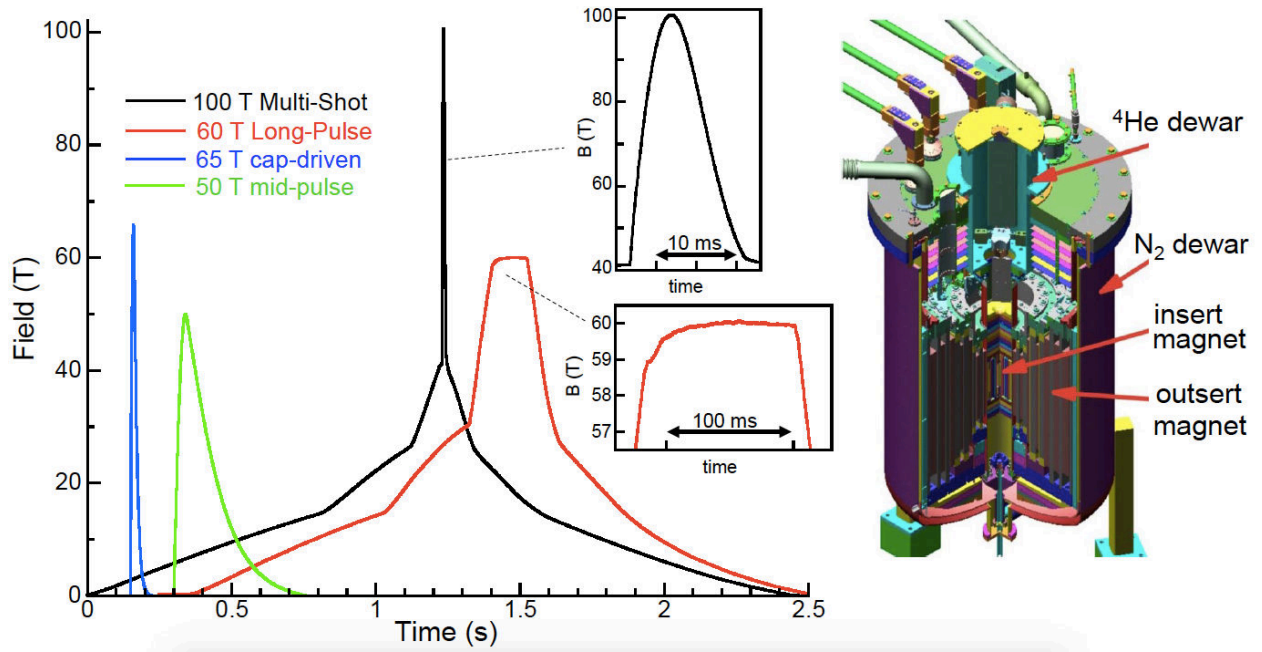 100
80
60
40
20
0
Field (T)
0
0.5
1
1.5
2
2.5
Time (s)
100 T Multi-Shot
60 T Long-Pulse
65 T cap-driven
50 T mid-pulse
100
80
60
40
B (T)
10 ms
time
60
59
58
57
B (T)
100 ms
time
⁴He dewar
N₂ dewar
insert
magnet
outsert
magnet